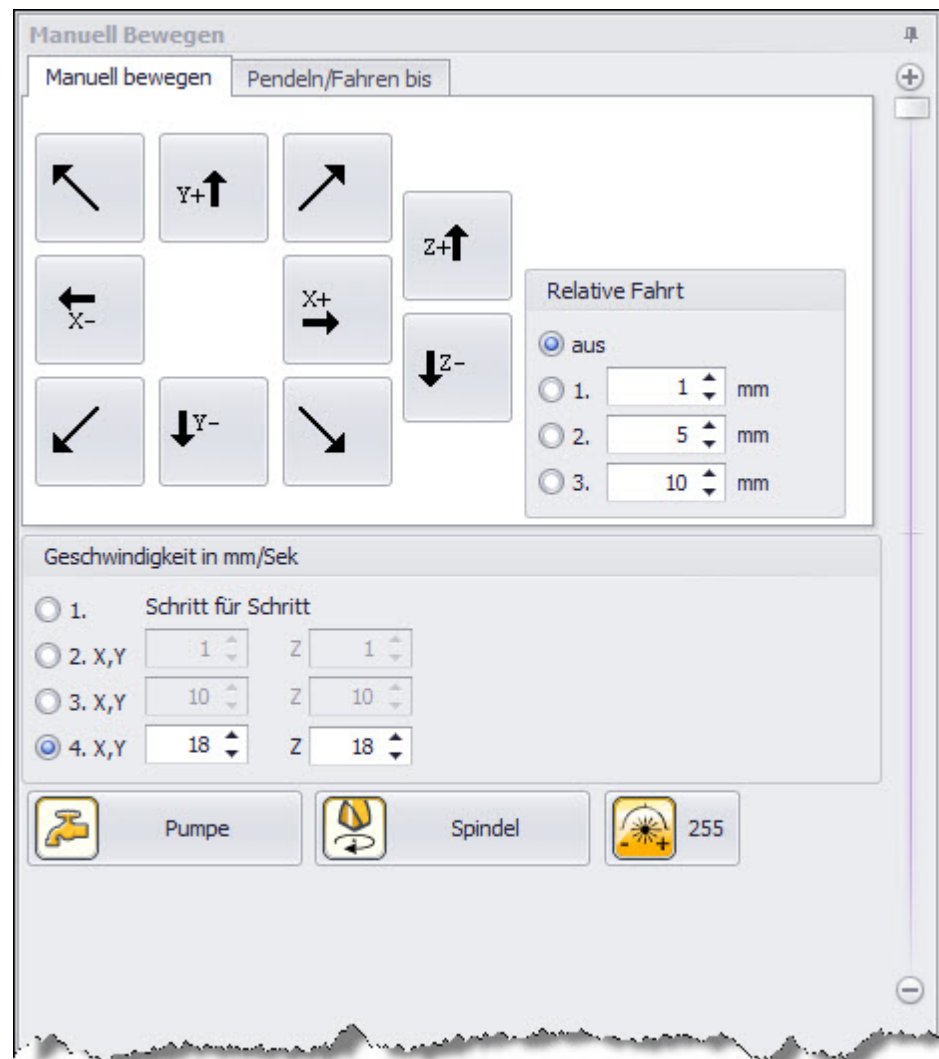 Manuell Bewegen
Manuell bewegen Pendeln/Fahren bis
Y+
Z+
X-
X+
Z-
Y-
Relative Fahrt
aus
1. 1 mm
2. 5 mm
3. 10 mm
Geschwindigkeit in mm/Sek
1. Schritt für Schritt
2. X,Y 1 Z 1
3. X,Y 10 Z 10
4. X,Y 18 Z 18
Pumpe Spindel - + 255